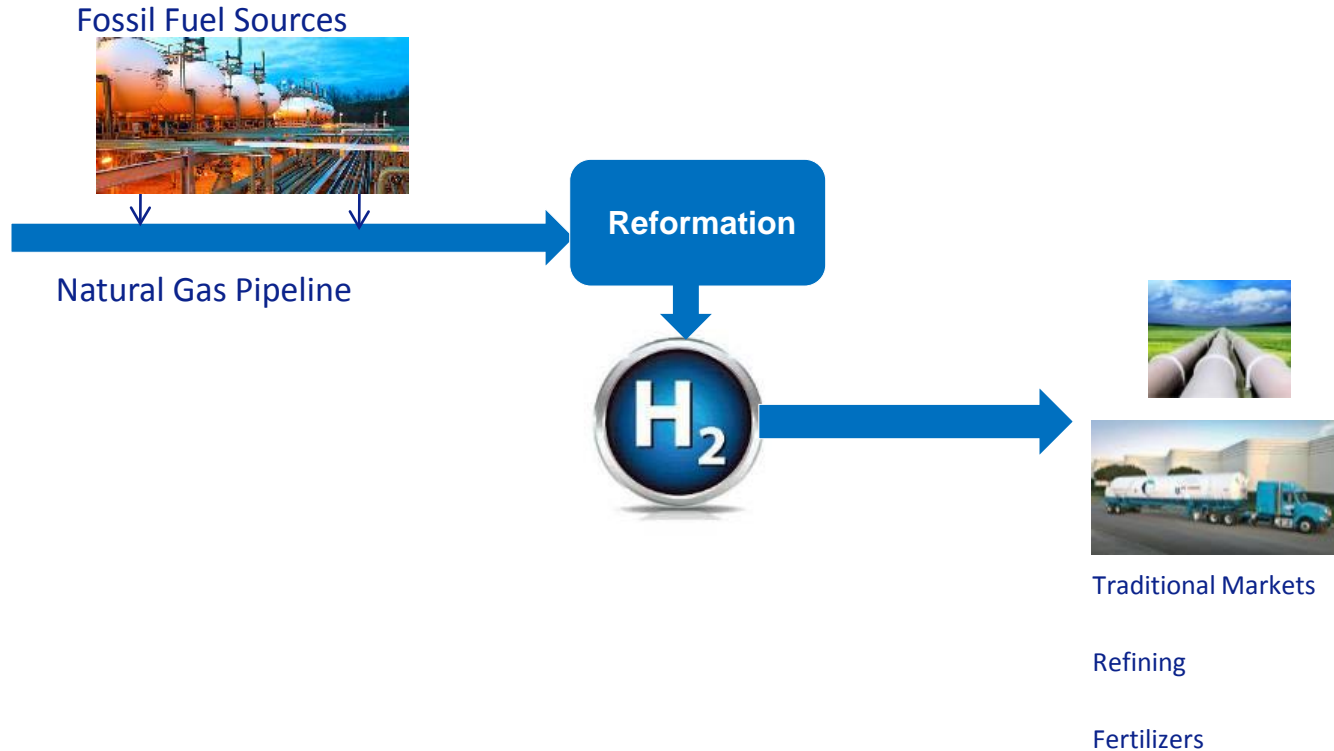 Fossil Fuel Sources
Reformation
Natural Gas Pipeline
H₂
Traditional Markets
Refining
Fertilizers